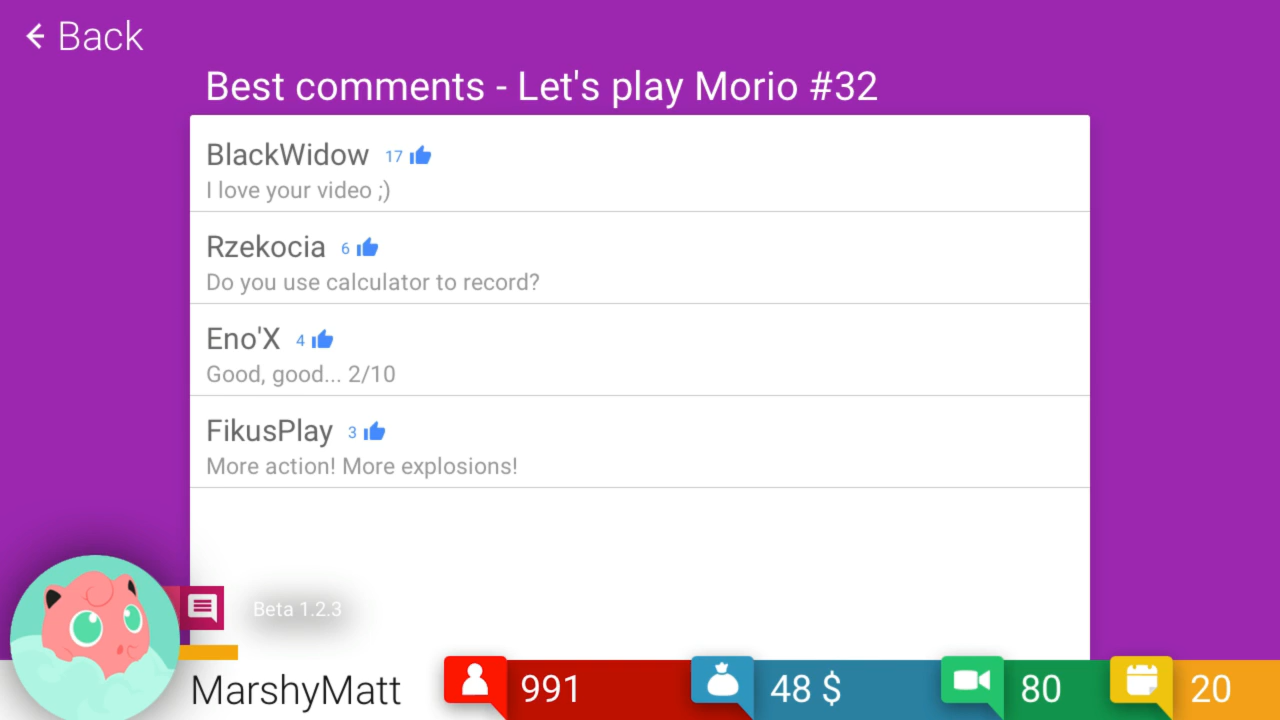 Back
Best comments - Let's play Morio #32
BlackWidow 17
I love your video ;)
Rzekocia 6
Do you use calculator to record?
Eno'X 4
Good, good... 2/10
FikusPlay 3
More action! More explosions!
Beta 1.2.3
MarshyMatt 991 48 $ 80 20